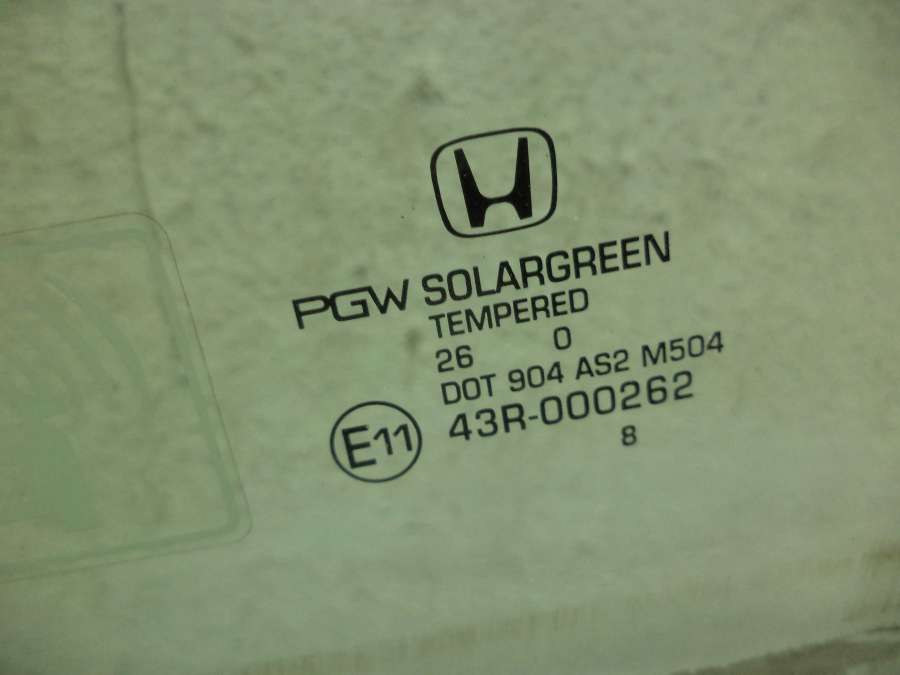 PGW SOLARGREEN
TEMPERED
26 0
DOT 904 AS2 M504
E11 43R-000262
8